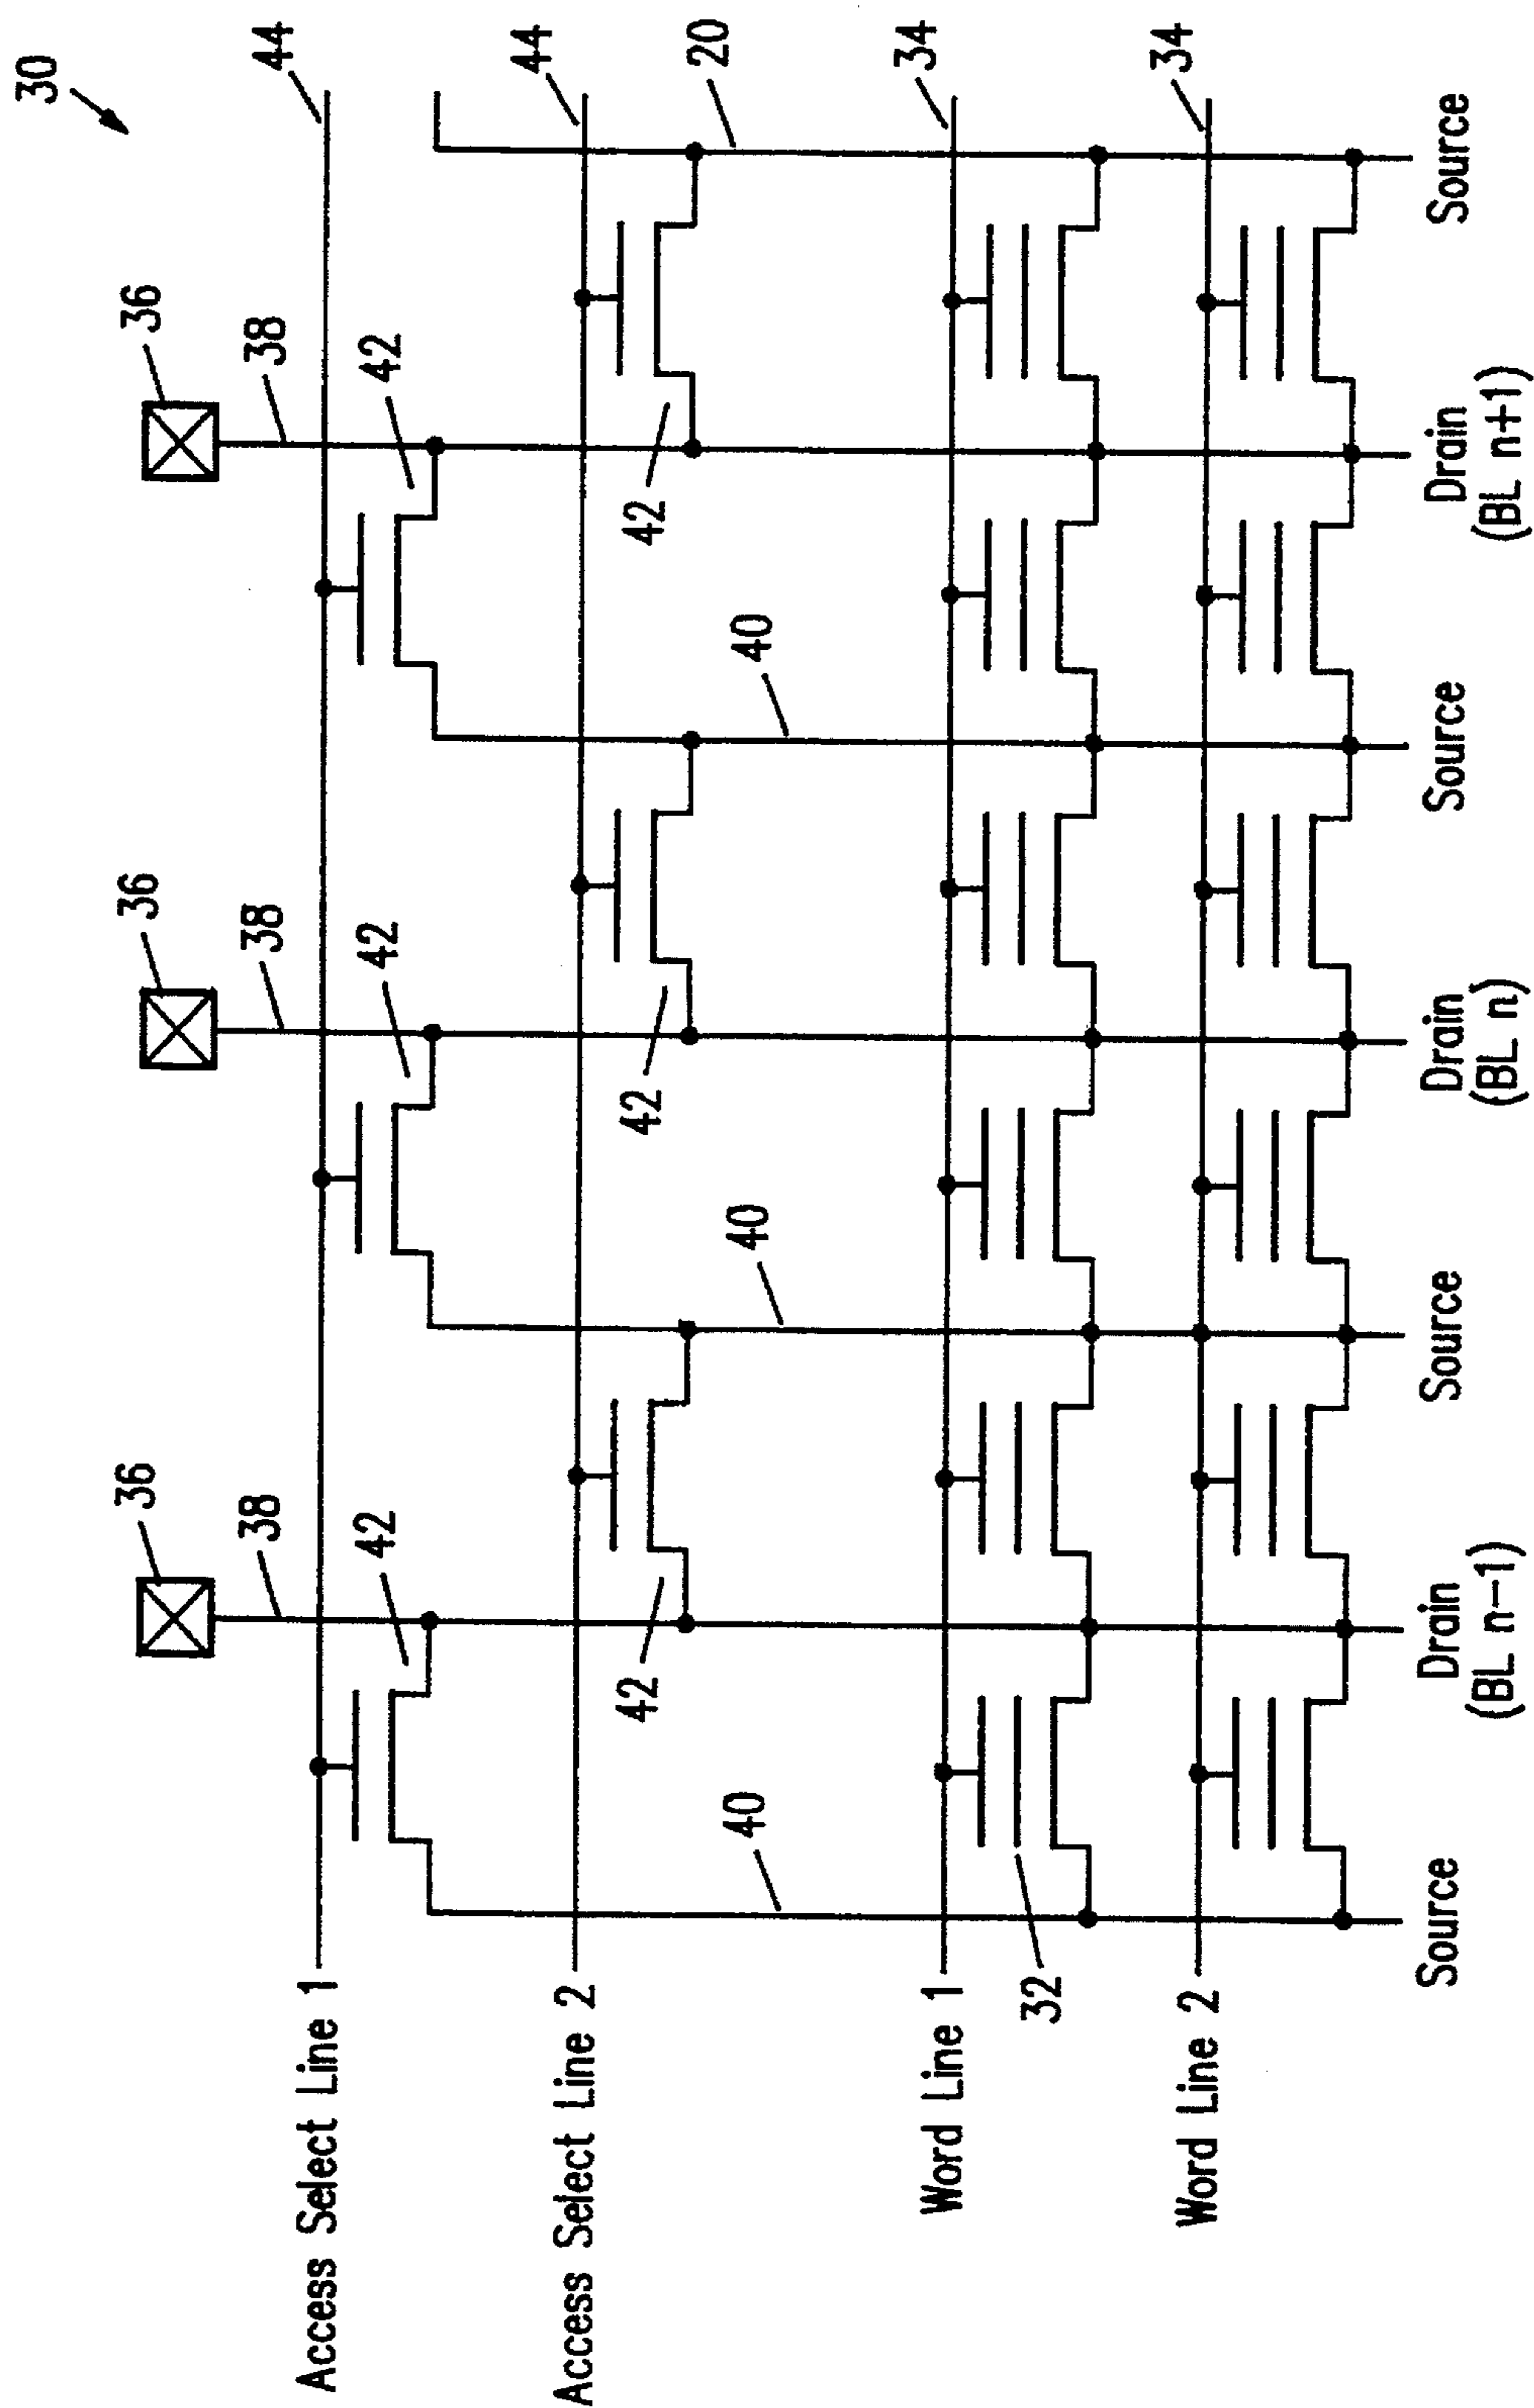 30
36
36
36
38
38
38
Access Select Line 1
44
42
42
42
Access Select Line 2
44
42
42
42
40
40
40
20
Word Line 1
34
32
Word Line 2
34
Source
Drain
(BL n-1)
Source
Drain
(BL n)
Source
Drain
(BL n+1)
Source